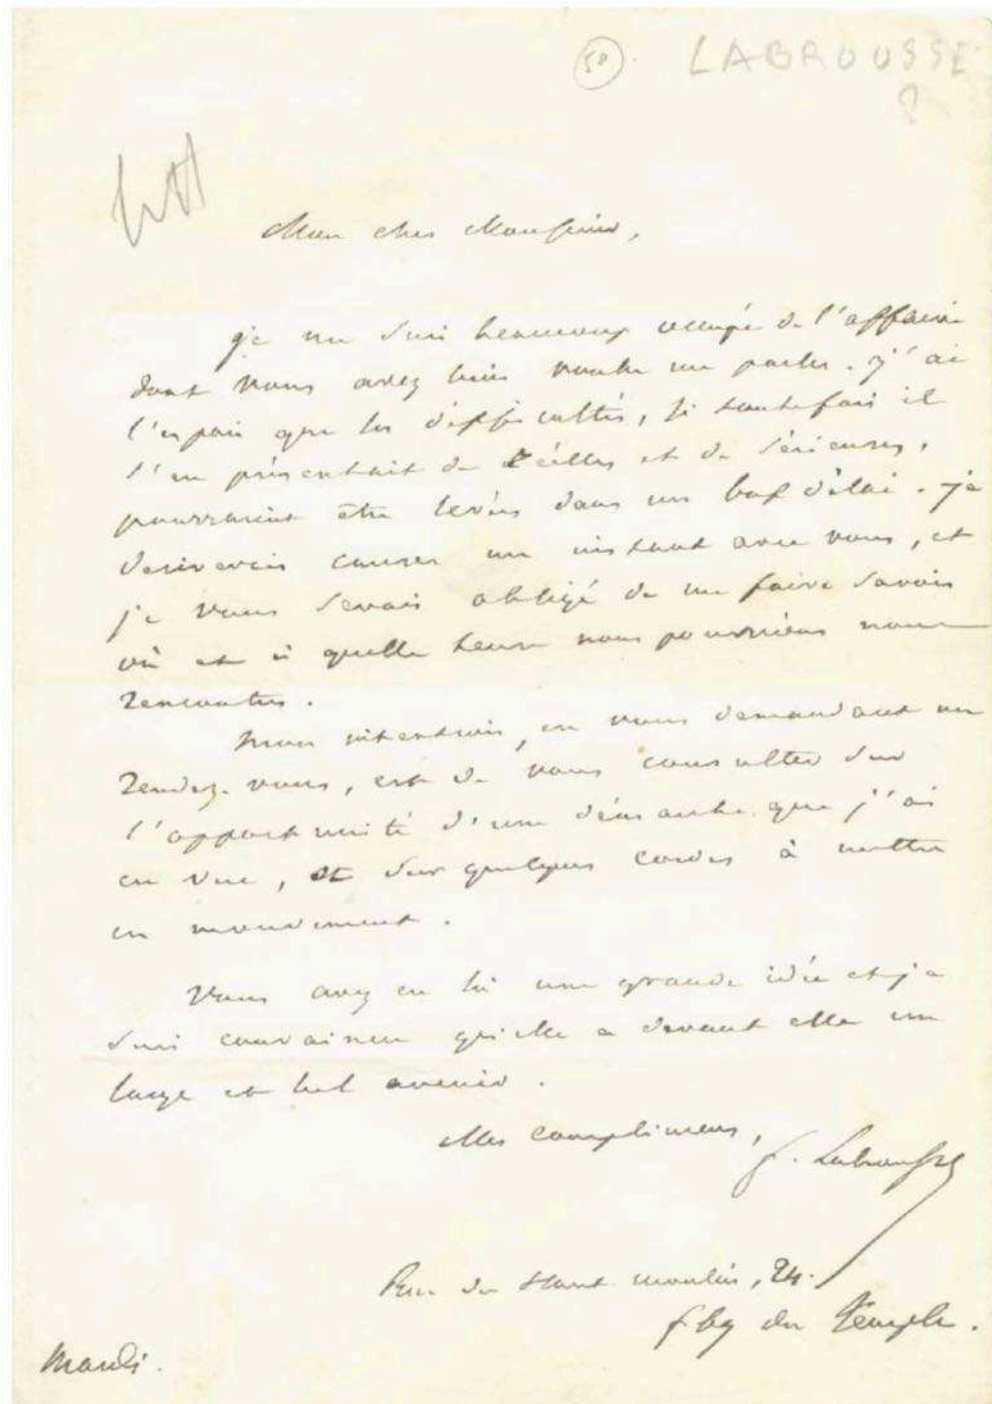 50
LABROUSSE
?
Mon cher Monsieur,
je me suis beaucoup occupé de l'affaire
dont vous avez bien voulu me parler. j'ai
l'espoir que les difficultés, si toutefois il
s'en présentait de réelles et de sérieuses,
pourraient être levées dans un bref délai. je
desirerais causer un instant avec vous, et
je vous serais obligé de me faire savoir
où et à quelle heure nous pourrions nous
rencontrer.
Mon intention, en vous demandant un
rendez-vous, est de vous consulter sur
l'opportunité d'une démarche que j'ai
en vue, et sur quelques cordes à mettre
en mouvement.
Vous avez eu là une grande idée et je
suis convaincu qu'elle a devant elle un
large et bel avenir.
Mes complimens,
f. Labrousse
Rue du Haut moulin, 24.
fbg du Temple.
Mardi.